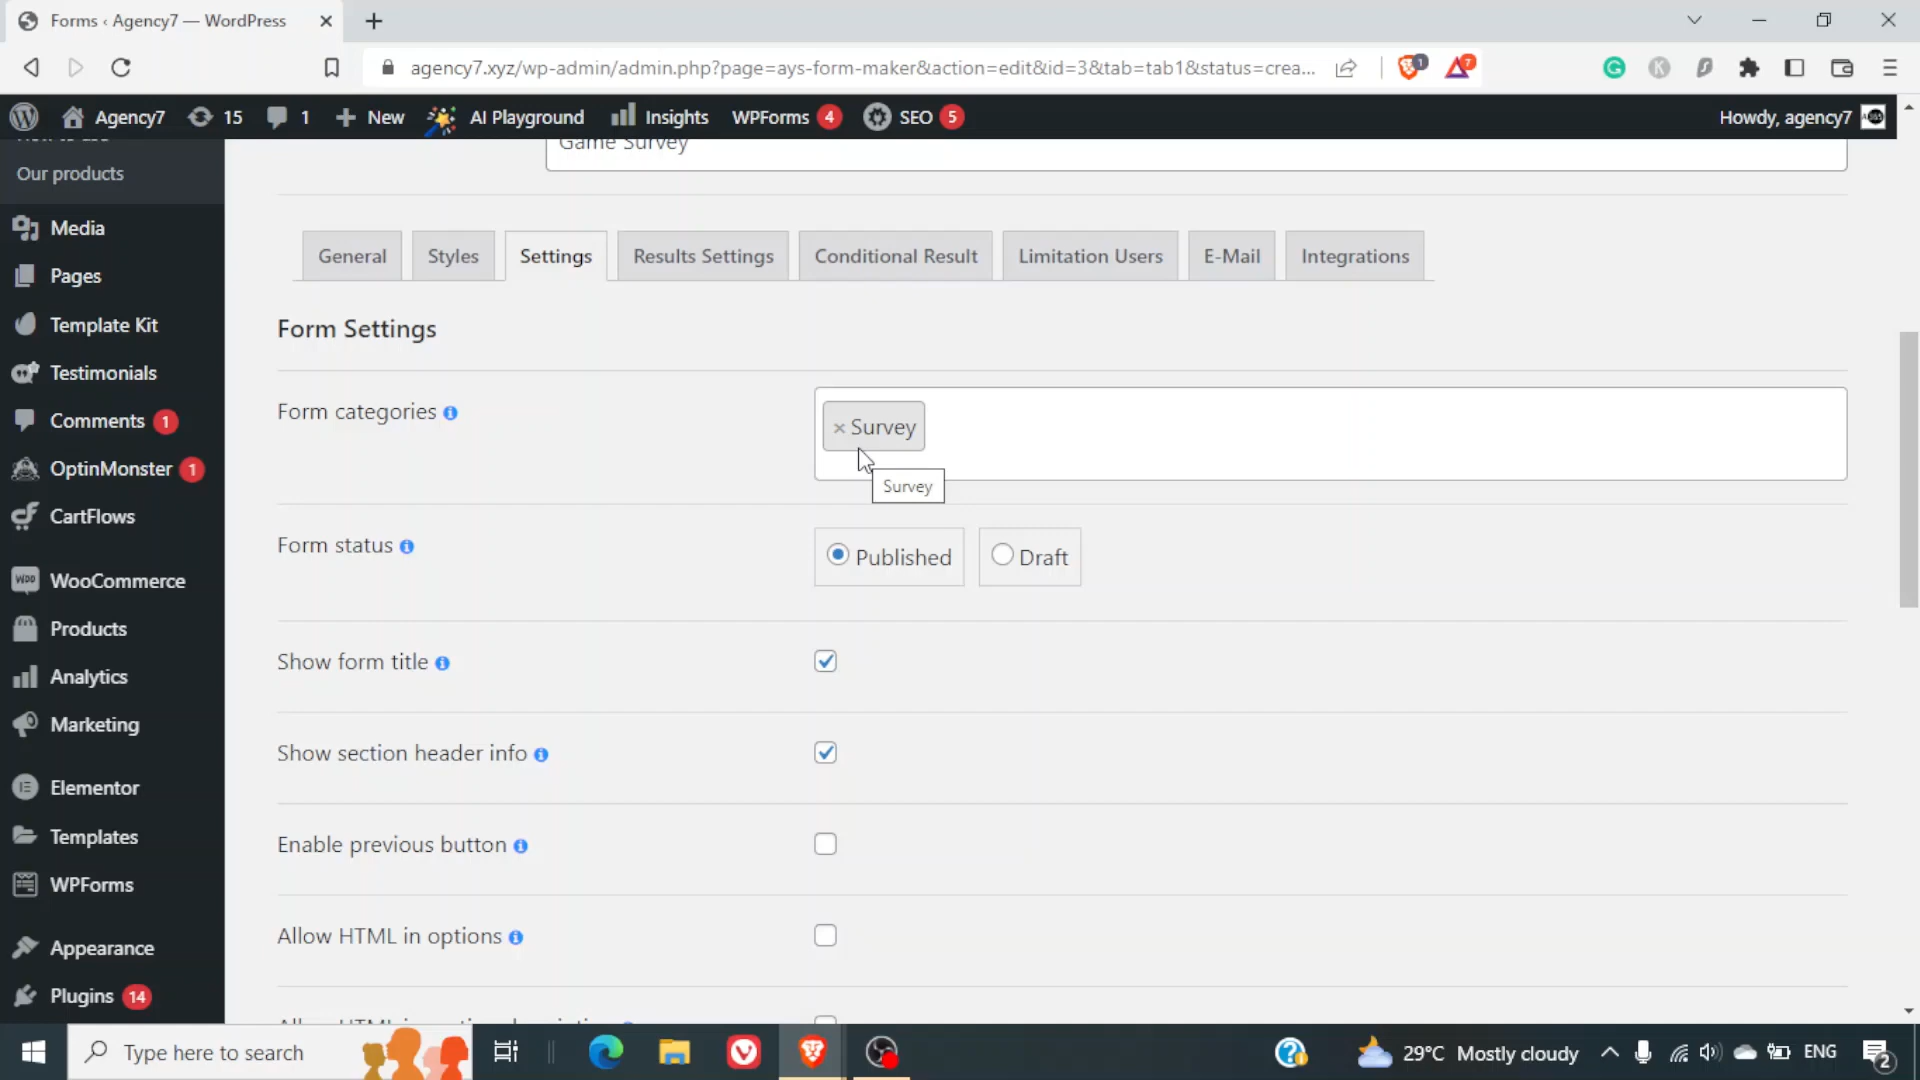 Forms ‹ Agency7 — WordPress
agency7.xyz/wp-admin/admin.php?page=ays-form-maker&action=edit&id=3&tab=tab1&status=crea...
1
7
Agency7 15 1 New AI Playground Insights WPForms 4 SEO 5 Howdy, agency7
Game Survey
Our products
Media
Pages
Template Kit
Testimonials
Comments 1
OptinMonster 1
CartFlows
WooCommerce
Products
Analytics
Marketing
Elementor
Templates
WPForms
Appearance
Plugins 14
General Styles Settings Results Settings Conditional Result Limitation Users E-Mail Integrations
Form Settings
Form categories
× Survey
Survey
Form status
Published Draft
Show form title
Show section header info
Enable previous button
Allow HTML in options
Type here to search
29°C Mostly cloudy
ENG
2